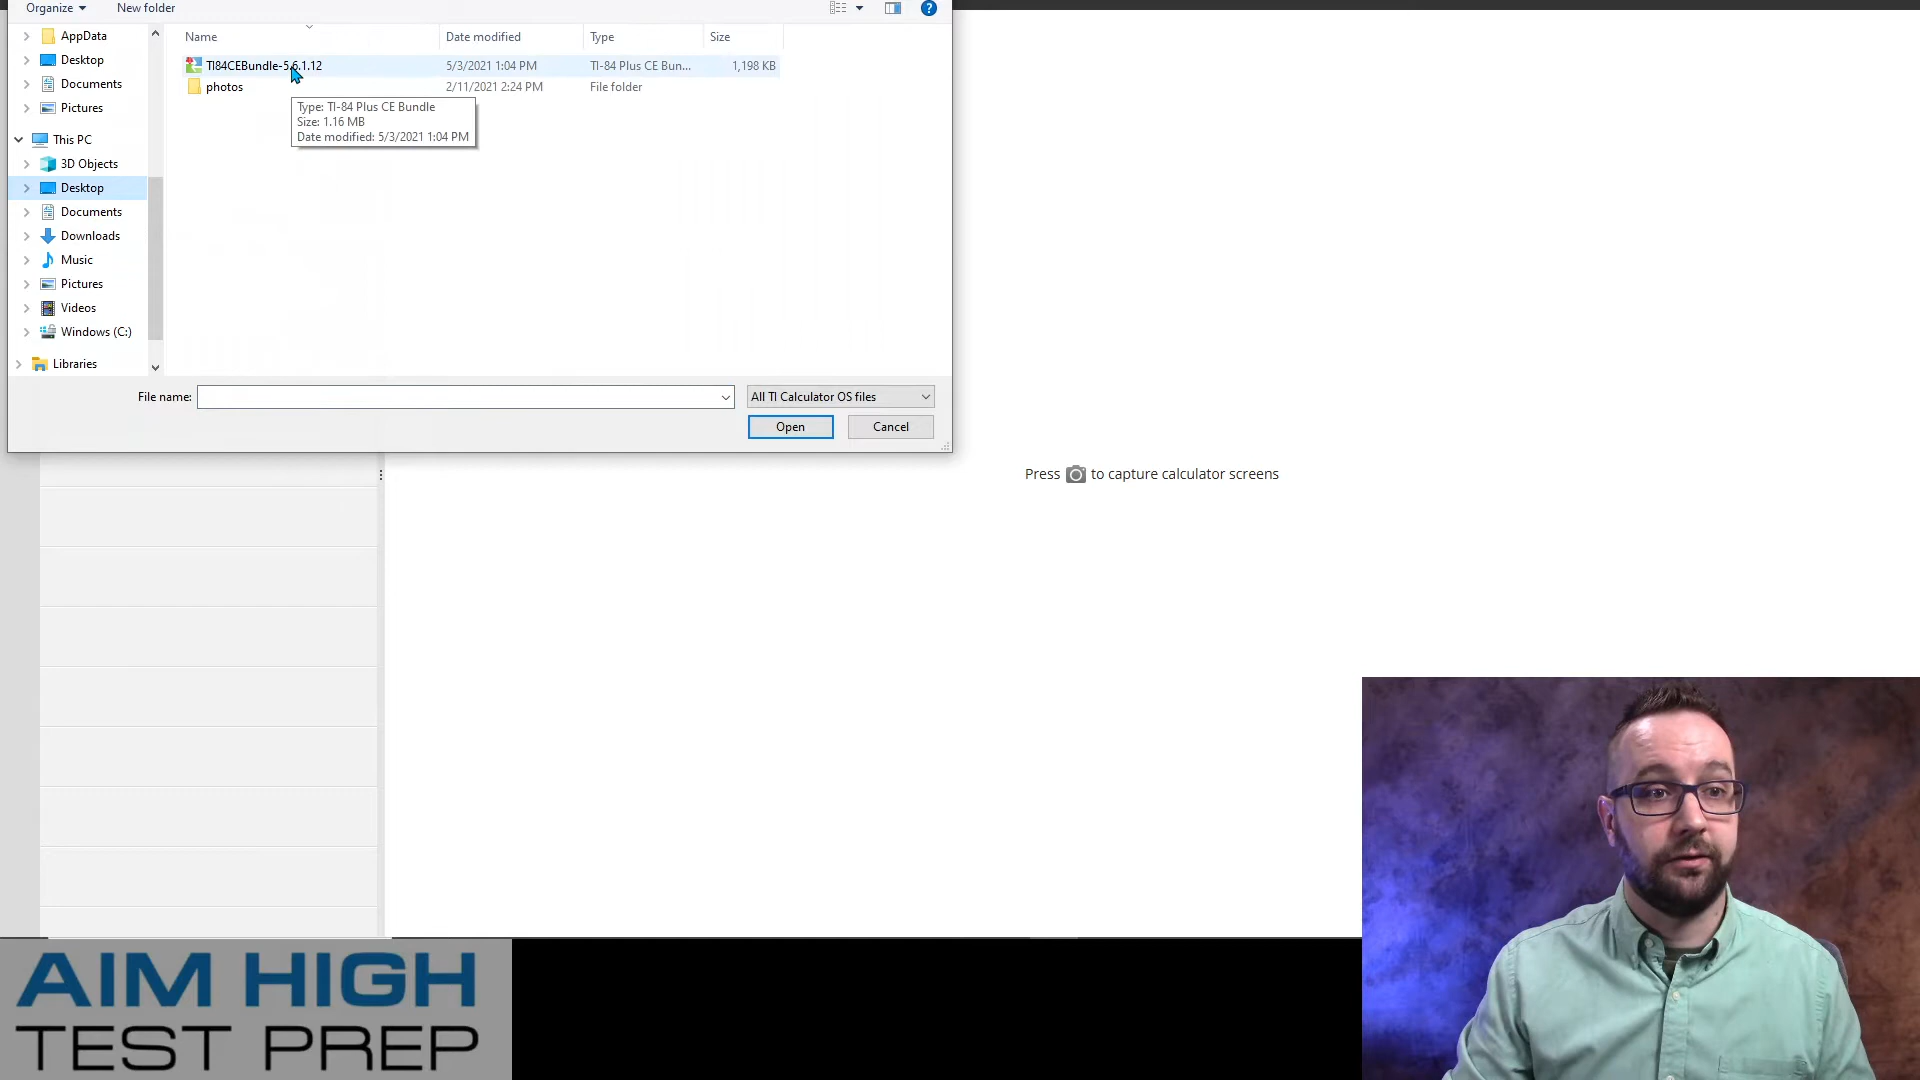 Organize New folder
Name Date modified Type Size
AppData
Desktop
Documents
Pictures
This PC
3D Objects
Desktop
Documents
Downloads
Music
Pictures
Videos
Windows (C:)
Libraries
TI84CEBundle-5.6.1.12 5/3/2021 1:04 PM TI-84 Plus CE Bun... 1,198 KB
photos 2/11/2021 2:24 PM File folder
Type: TI-84 Plus CE Bundle
Size: 1.16 MB
Date modified: 5/3/2021 1:04 PM
File name: All TI Calculator OS files
Open Cancel
Press to capture calculator screens
AIM HIGH
TEST PREP